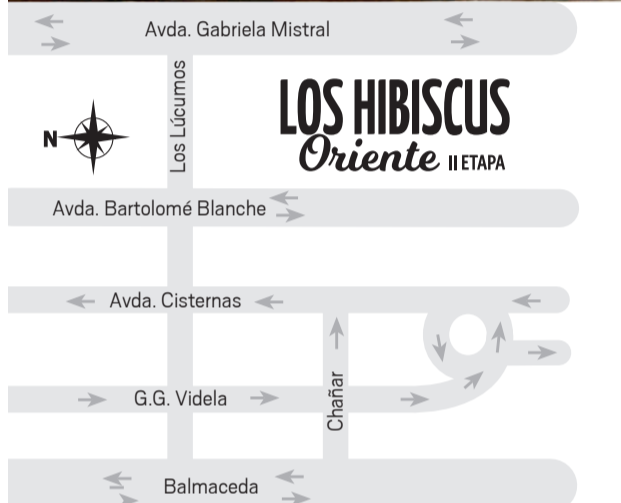 Avda. Gabriela Mistral
Los Lúcumos
LOS HIBISCUS
Oriente II ETAPA
N
Avda. Bartolomé Blanche
Avda. Cisternas
G.G. Videla
Chañar
Balmaceda